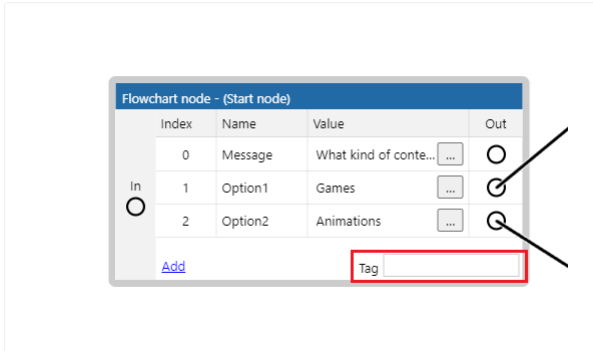 Flowchart node - (Start node)
Index Name Value Out
0 Message What kind of conte... ...
In 1 Option1 Games ...
2 Option2 Animations ...
Add Tag